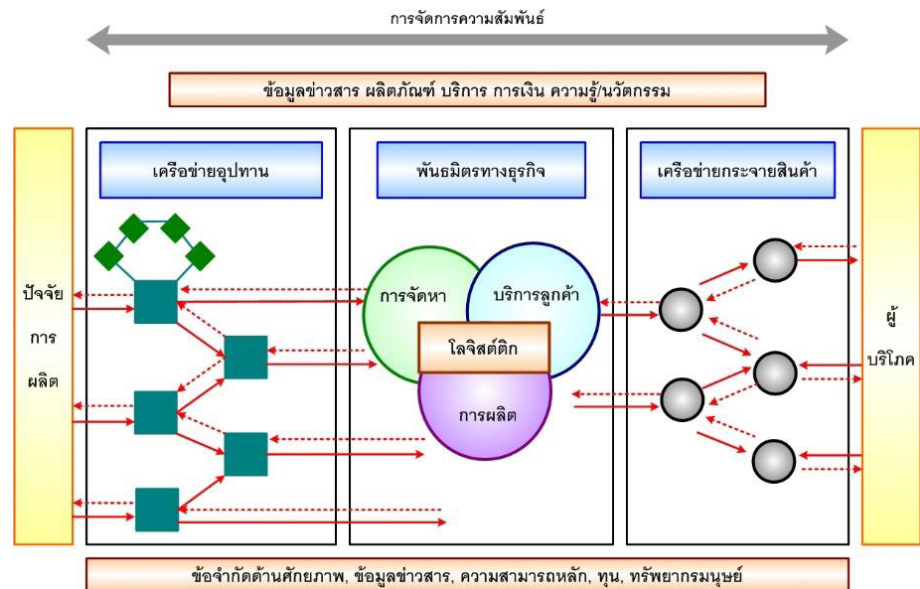 การจัดการความสัมพันธ์
ข้อมูลข่าวสาร ผลิตภัณฑ์ บริการ การเงิน ความรู้/นวัตกรรม
เครือข่ายอุปทาน
พันธมิตรทางธุรกิจ
เครือข่ายกระจายสินค้า
ปัจจัย
การ
ผลิต
การจัดหา
บริการลูกค้า
โลจิสต์ติก
การผลิต
ผู้
บริโภค
ข้อจำกัดด้านศักยภาพ, ข้อมูลข่าวสาร, ความสามารถหลัก, ทุน, ทรัพยากรมนุษย์